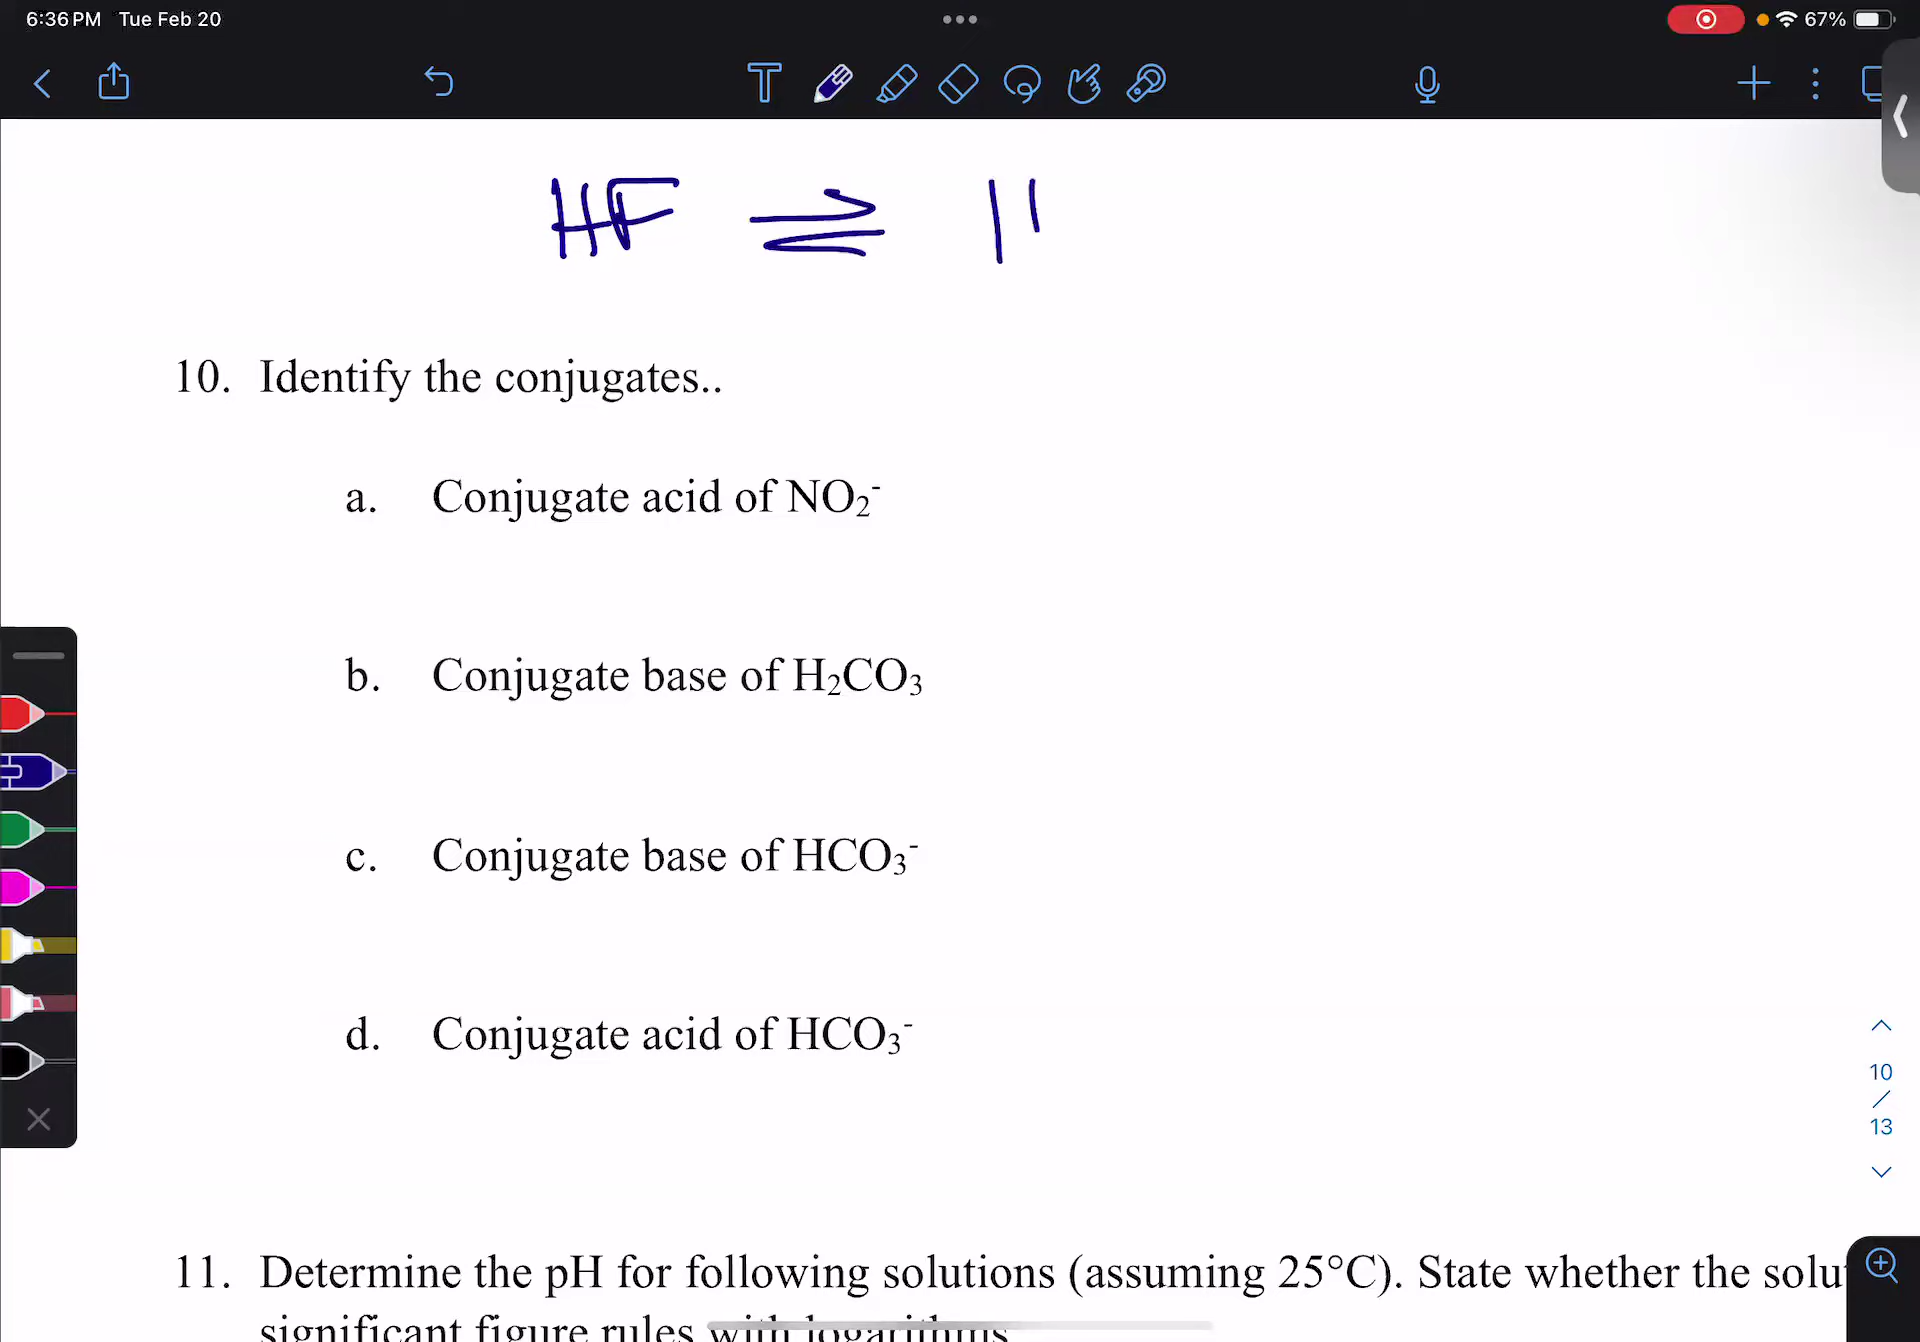 6:36 PM Tue Feb 20
67%
HF ⇌
10. Identify the conjugates..
a. Conjugate acid of NO₂⁻
b. Conjugate base of H₂CO₃
c. Conjugate base of HCO₃⁻
d. Conjugate acid of HCO₃⁻
10
/
13
11. Determine the pH for following solutions (assuming 25°C). State whether the solu
significant figure rules with logarithms